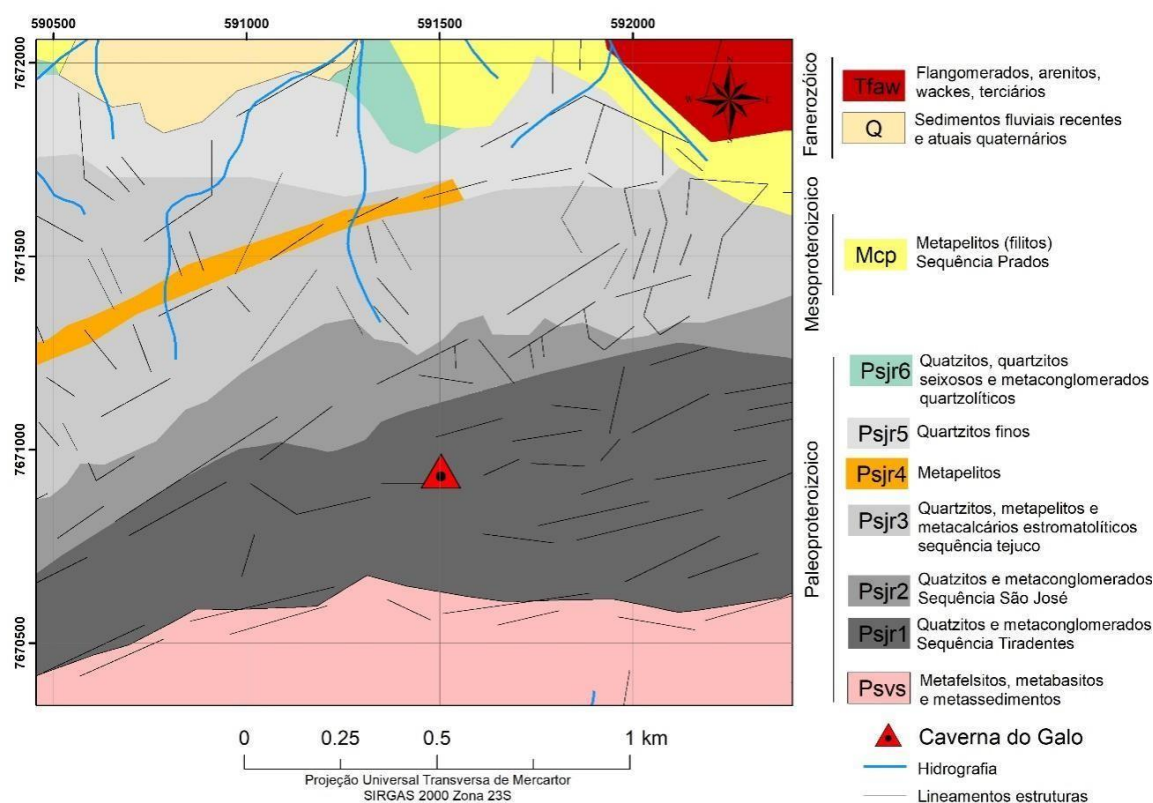 590500
591000
591500
592000
7672000
7671500
7671000
7670500
N
Fanerozóico
Tfaw
Flangomerados, arenitos,
wackes, terciários
Q
Sedimentos fluviais recentes
e atuais quaternários
Mesoproteroizoico
Mcp
Metapelitos (filitos)
Sequência Prados
Paleoproteroizoico
Psjr6
Quatzitos, quartzitos
seixosos e metaconglomerados
quartzolíticos
Psjr5
Quartzitos finos
Psjr4
Metapelitos
Psjr3
Quartzitos, metapelitos e
metacalcários estromatolíticos
sequência tejuco
Psjr2
Quatzitos e metaconglomerados
Sequência São José
Psjr1
Quatzitos e metaconglomerados
Sequência Tiradentes
Psvs
Metafelsitos, metabasitos
e metassedimentos
Caverna do Galo
Hidrografia
Lineamentos estruturas
0 0.25 0.5 1 km
Projeção Universal Transversa de Mercartor
SIRGAS 2000 Zona 23S